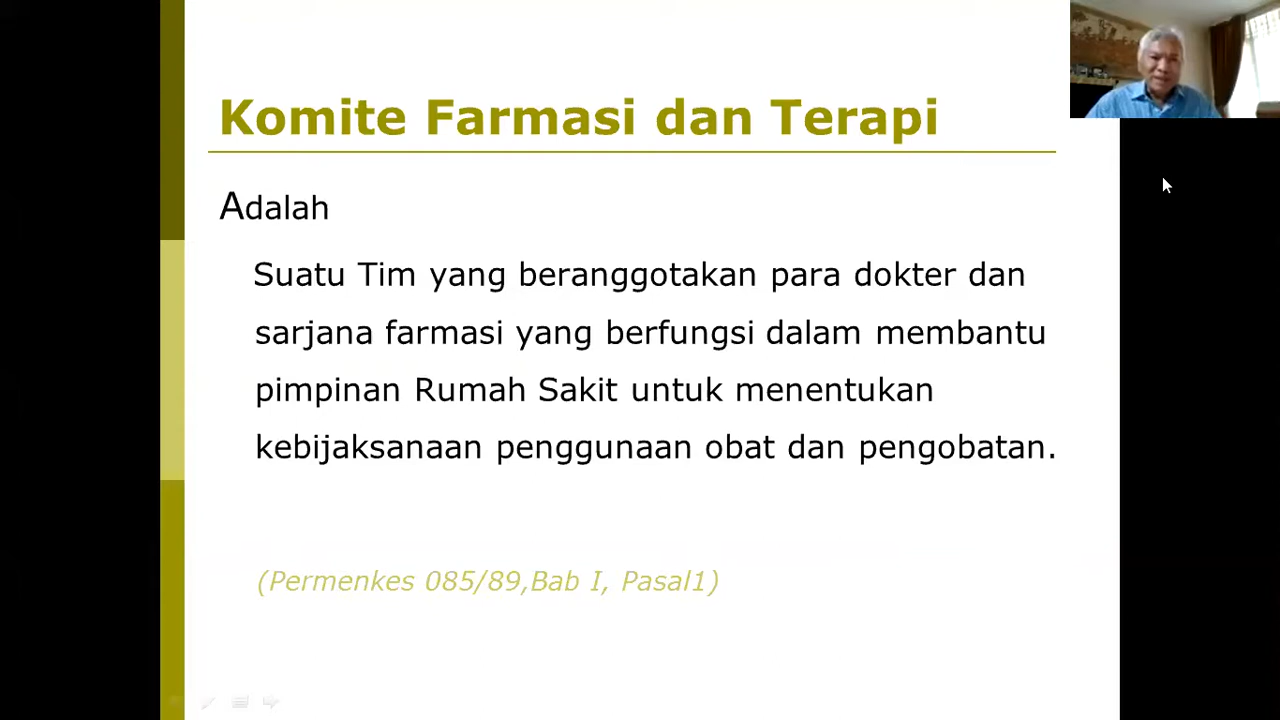 Komite Farmasi dan Terapi
Adalah
Suatu Tim yang beranggotakan para dokter dan
sarjana farmasi yang berfungsi dalam membantu
pimpinan Rumah Sakit untuk menentukan
kebijaksanaan penggunaan obat dan pengobatan.
(Permenkes 085/89,Bab I, Pasal1)